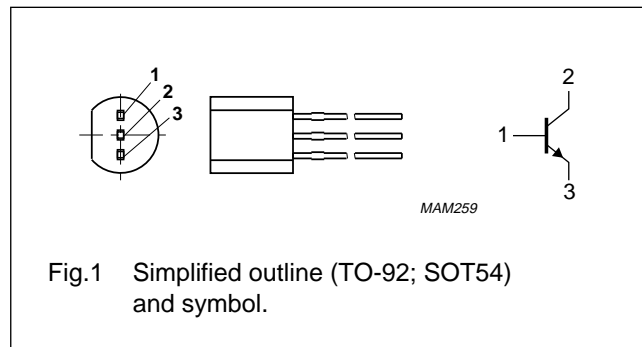 1
2
3
2
1
3
MAM259
Fig.1 Simplified outline (TO-92; SOT54)
and symbol.